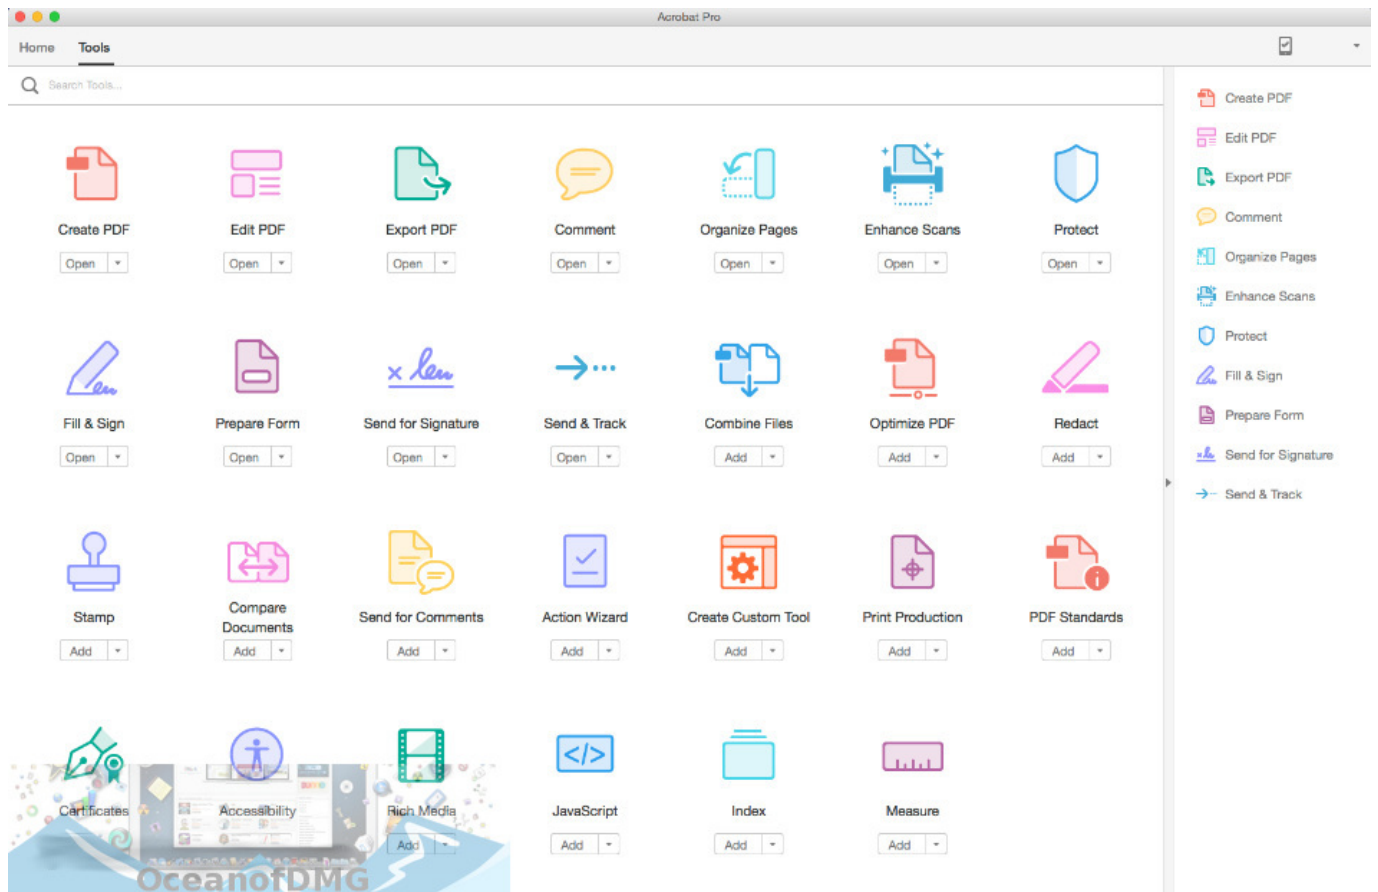 Acrobat Pro
Home Tools
Search Tools...
Create PDF Edit PDF Export PDF Comment Organize Pages Enhance Scans Protect
Open Open Open Open Open Open Open
Fill & Sign Prepare Form Send for Signature Send & Track Combine Files Optimize PDF Redact
Open Open Open Open Add Add Add
Stamp Compare Documents Send for Comments Action Wizard Create Custom Tool Print Production PDF Standards
Add Add Add Add Add Add Add
Certificates Accessibility Rich Media JavaScript Index Measure
Add Add Add Add
OceanofDMG
Create PDF
Edit PDF
Export PDF
Comment
Organize Pages
Enhance Scans
Protect
Fill & Sign
Prepare Form
Send for Signature
Send & Track